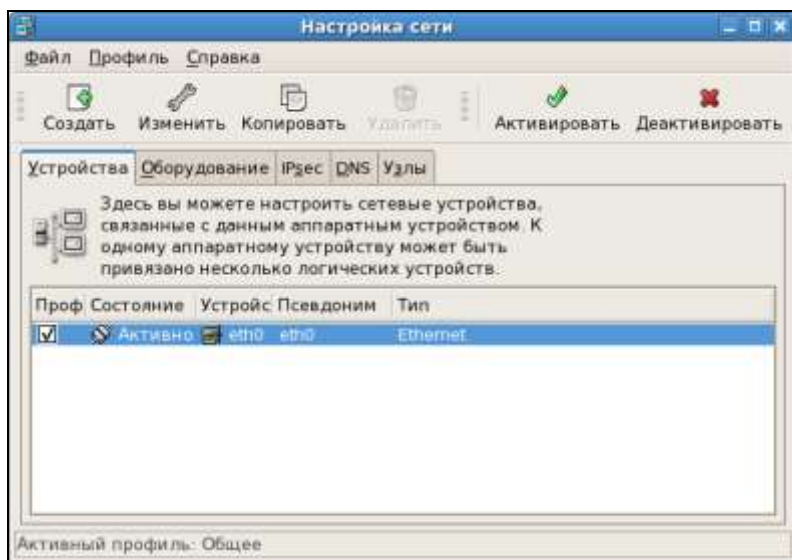 Настройка сети
Файл Профиль Справка
Создать Изменить Копировать Удалить Активировать Деактивировать
Устройства Оборудование IPsec DNS Узлы
Здесь вы можете настроить сетевые устройства,
связанные с данным аппаратным устройством. К
одному аппаратному устройству может быть
привязано несколько логических устройств.
Проф Состояние Устройс Псевдоним Тип
Активно eth0 eth0 Ethernet
Активный профиль: Общее